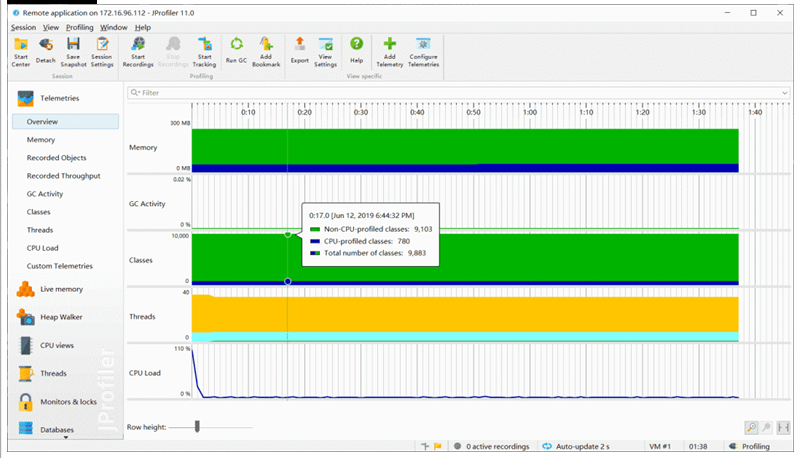 Remote application on 172.16.96.112 - JProfiler 11.0
Session View Profiling Window Help
Start Center
Detach
Save Snapshot
Session Settings
Start Recordings
Stop Recordings
Start Tracking
Run GC
Add Bookmark
Export
View Settings
Help
Add Telemetry
Configure Telemetries
Session
Profiling
View specific
Telemetries
Overview
Memory
Recorded Objects
Recorded Throughput
GC Activity
Classes
Threads
CPU Load
Custom Telemetries
Live memory
Heap Walker
CPU views
Threads
Monitors & locks
Databases
JProfiler
Filter
0:10 0:20 0:30 0:40 0:50 1:00 1:10 1:20 1:30 1:40
300 MB
Memory
0 MB
0.02 %
GC Activity
0 %
0:17.0 [Jun 12, 2019 6:44:32 PM]
Non-CPU-profiled classes: 9,103
CPU-profiled classes: 780
Total number of classes: 9,883
10,000
Classes
0
40
Threads
0
110 %
CPU Load
0 %
Row height:
0 active recordings
Auto-update 2 s
VM #1
01:38
Profiling